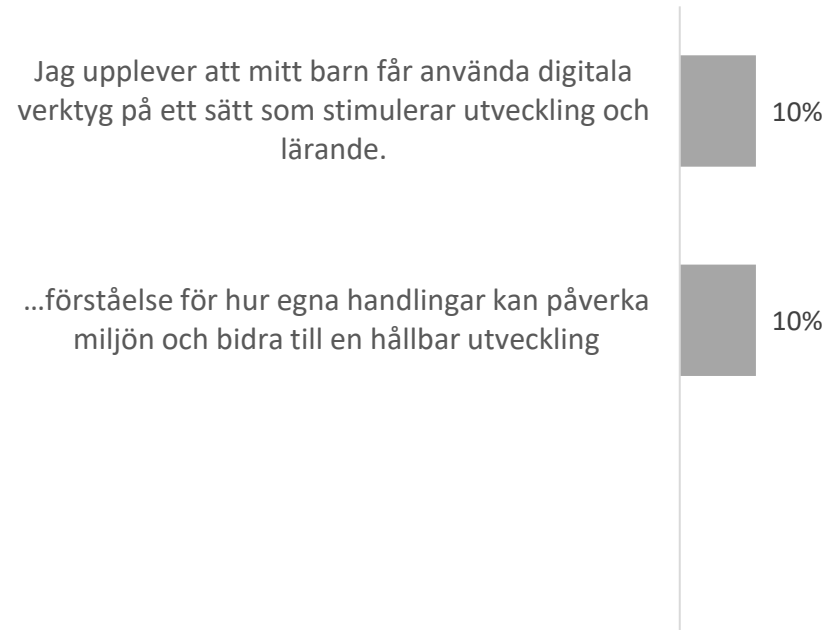 Jag upplever att mitt barn får använda digitala
verktyg på ett sätt som stimulerar utveckling och
lärande.
10%
…förståelse för hur egna handlingar kan påverka
miljön och bidra till en hållbar utveckling
10%